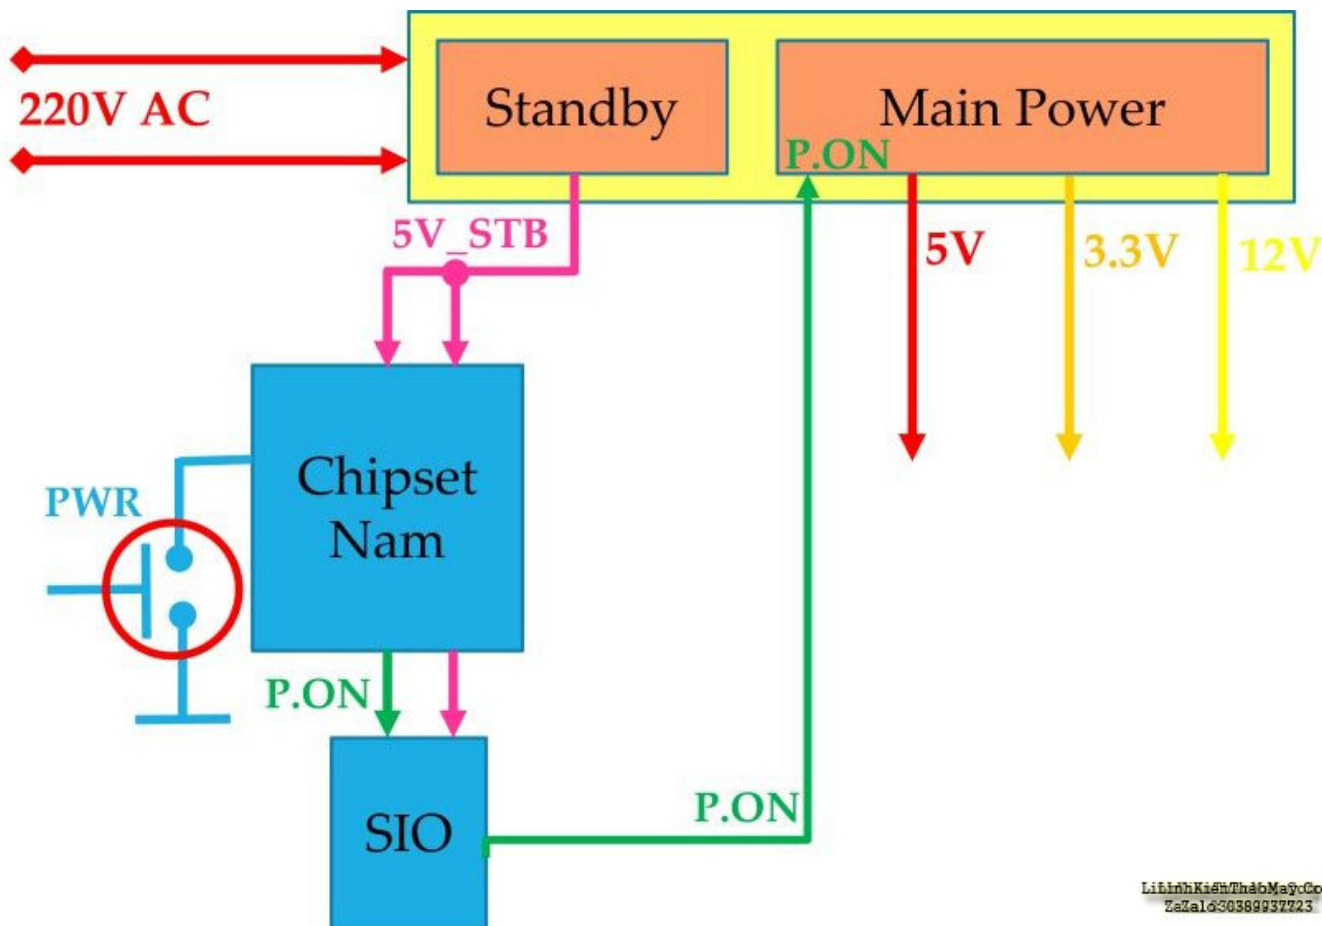 220V AC
Standby
Main Power
P.ON
5V_STB
5V
3.3V
12V
Chipset
Nam
PWR
P.ON
SIO
P.ON